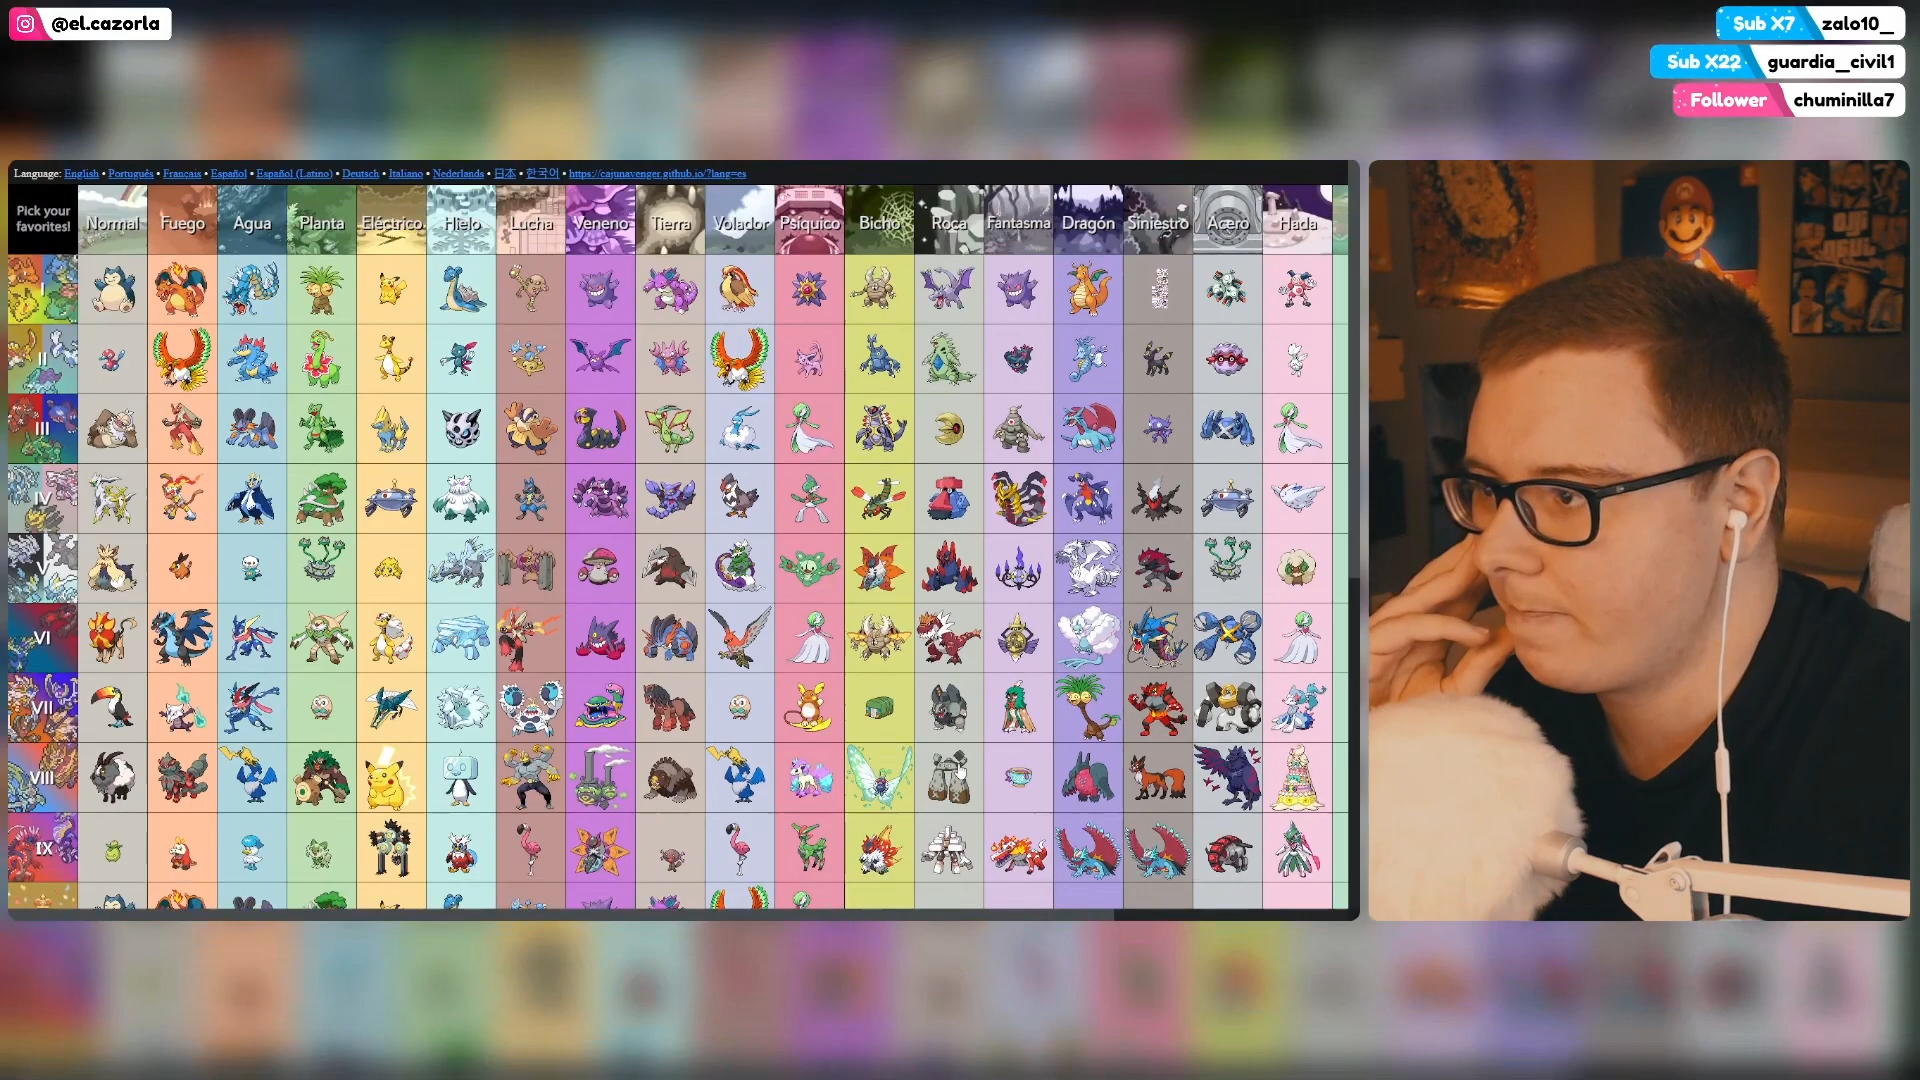 @el.cazorla
Sub X7 zalo10_
Sub X22 guardia_civil1
Follower chuminilla7
Language: English • Português • Français • Español • Español (Latino) • Deutsch • Italiano • Nederlands • 日本 • 한국어 • https://cajunavenger.github.io/?lang=es
Pick your favorites!
Normal Fuego Agua Planta Eléctrico Hielo Lucha Veneno Tierra Volador Psíquico Bicho Roca Fantasma Dragón Siniestro Acero Hada
I
II
III
IV
V
VI
VII
VIII
IX